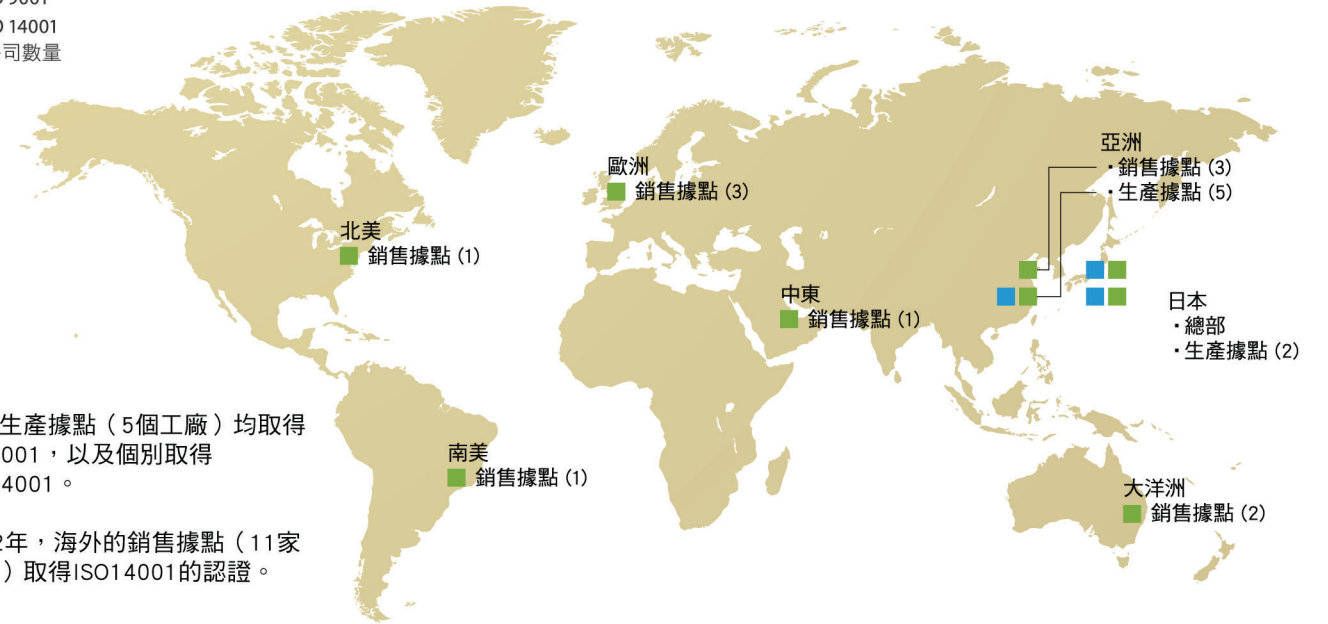 9001
14001
司數量
歐洲
銷售據點 (3)
亞洲
・銷售據點 (3)
・生產據點 (5)
北美
銷售據點 (1)
中東
銷售據點 (1)
日本
・總部
・生產據點 (2)
生產據點(5個工廠)均取得
001,以及個別取得
4001。
南美
銷售據點 (1)
大洋洲
銷售據點 (2)
2年,海外的銷售據點(11家
)取得ISO14001的認證。